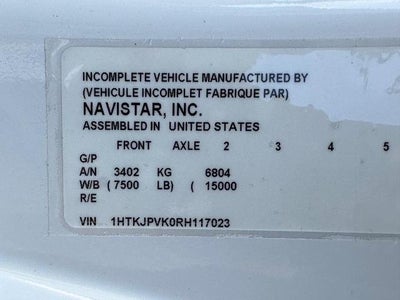 INCOMPLETE VEHICLE MANUFACTURED BY
(VEHICULE INCOMPLET FABRIQUE PAR)
NAVISTAR, INC.
ASSEMBLED IN UNITED STATES
FRONT AXLE 2 3 4 5
G/P
A/N 3402 KG 6804
W/B ( 7500 LB) ( 15000
R/E
VIN 1HTKJPVK0RH117023